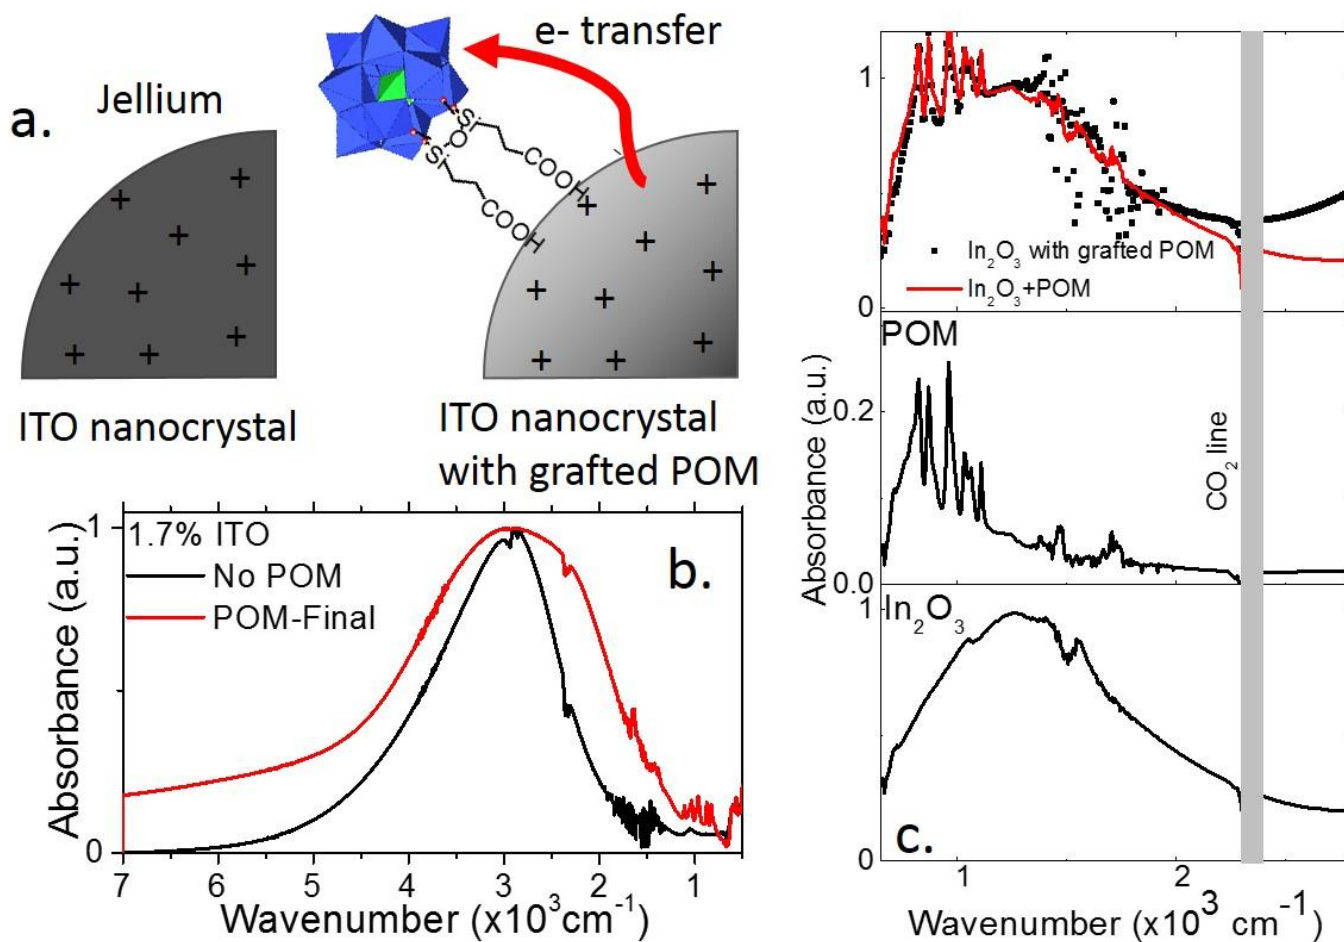 a.
Jellium
e- transfer
Si
O
Si
COOH
COOH
+ + + + + + + + +
+ + + + + + + + +
ITO nanocrystal
ITO nanocrystal
with grafted POM
1.7% ITO
No POM
POM-Final
b.
Absorbance (a.u.)
1
0
7 6 5 4 3 2 1
Wavenumber (x10³cm⁻¹)
1
0
In₂O₃ with grafted POM
In₂O₃+POM
POM
0.2
0.0
CO₂ line
Absorbance (a.u.)
In₂O₃
1
0
c.
1 2
Wavenumber (x10³ cm⁻¹)